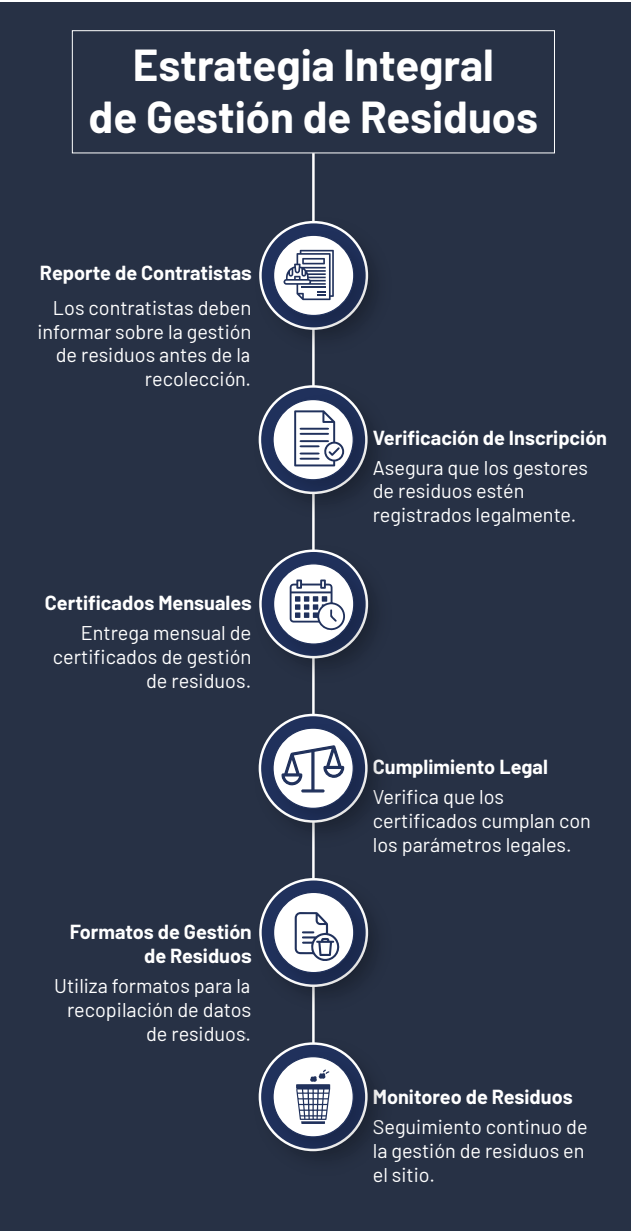 Estrategia Integral
de Gestión de Residuos
Reporte de Contratistas
Los contratistas deben
informar sobre la gestión
de residuos antes de la
recolección.
Verificación de Inscripción
Asegura que los gestores
de residuos estén
registrados legalmente.
Certificados Mensuales
Entrega mensual de
certificados de gestión
de residuos.
Cumplimiento Legal
Verifica que los
certificados cumplan con
los parámetros legales.
Formatos de Gestión
de Residuos
Utiliza formatos para la
recopilación de datos
de residuos.
Monitoreo de Residuos
Seguimiento continuo de
la gestión de residuos en
el sitio.